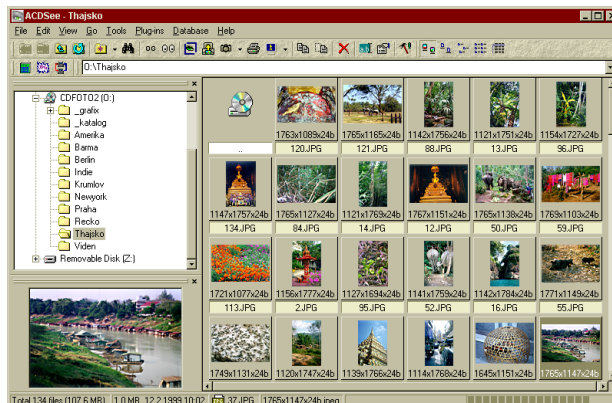 ACDSee - Thajsko
File Edit View Go Tools Plug-ins Database Help
O:\Thajsko
CDFOTO2 (O:)
_grafix
_katalog
Amerika
Barma
Berlin
Indie
Krumlov
Newyork
Praha
Recko
Thajsko
Viden
Removable Disk (Z:)
1763x1089x24b 1765x1165x24b 1142x1756x24b 1121x1751x24b 1154x1727x24b
.. 120.JPG 121.JPG 88.JPG 13.JPG 96.JPG
1147x1757x24b 1765x1127x24b 1121x1769x24b 1767x1151x24b 1765x1138x24b 1769x1103x24b
134.JPG 84.JPG 14.JPG 12.JPG 50.JPG 59.JPG
1721x1077x24b 1156x1777x24b 1127x1694x24b 1141x1759x24b 1142x1784x24b 1771x1149x24b
113.JPG 2.JPG 95.JPG 52.JPG 16.JPG 55.JPG
1749x1131x24b 1120x1747x24b 1139x1766x24b 1114x1768x24b 1645x1151x24b 1765x1147x24b
Total 134 files (107.6 MB) 1.0 MB, 12.2.1999 10:02 37.JPG 1765x1147x24b jpeg